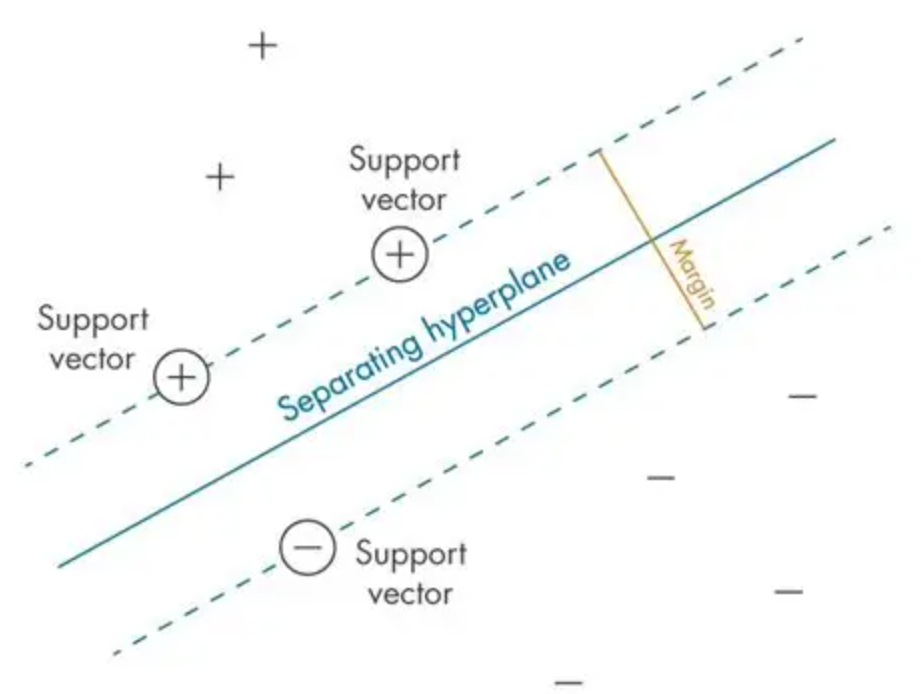 +
+
Support
vector
+
Support
vector
+
Separating hyperplane
Margin
−
−
−
Support
vector
−
−